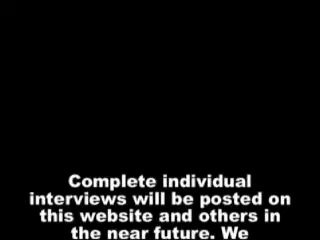 Complete individual
interviews will be posted on
this website and others in
the near future. We